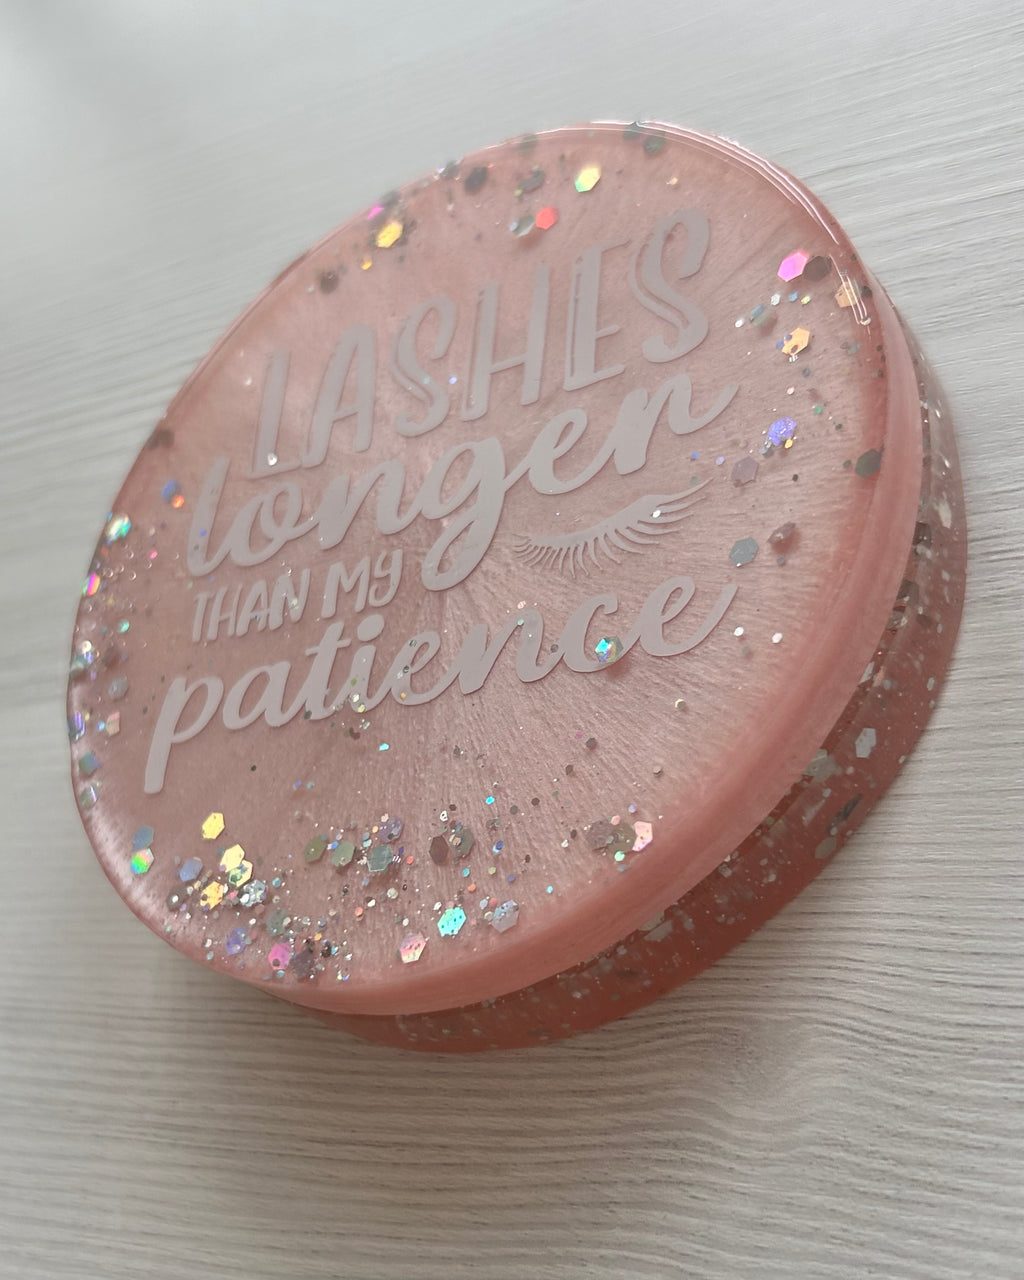 LASHES
longer
THAN MY
patience